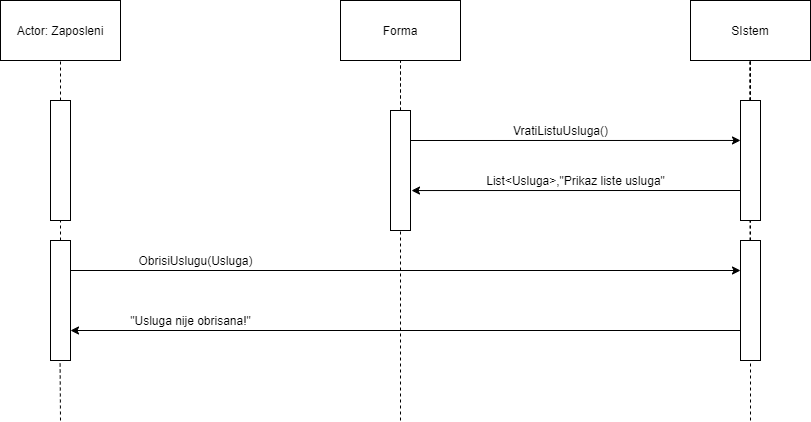 Actor: Zaposleni
Forma
SIstem
VratiListuUsluga()
List<Usluga>,"Prikaz liste usluga"
ObrisiUslugu(Usluga)
"Usluga nije obrisana!"